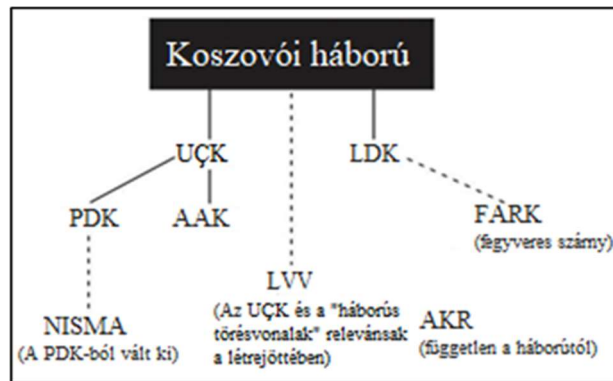 Koszovói háború
UÇK
LDK
PDK
AAK
FARK
(fegyveres szárny)
LVV
(Az UÇK és a "háborús
törésvonalak" relevánsak
a létrejöttében)
NISMA
(A PDK-ból vált ki)
AKR
(független a háborútól)